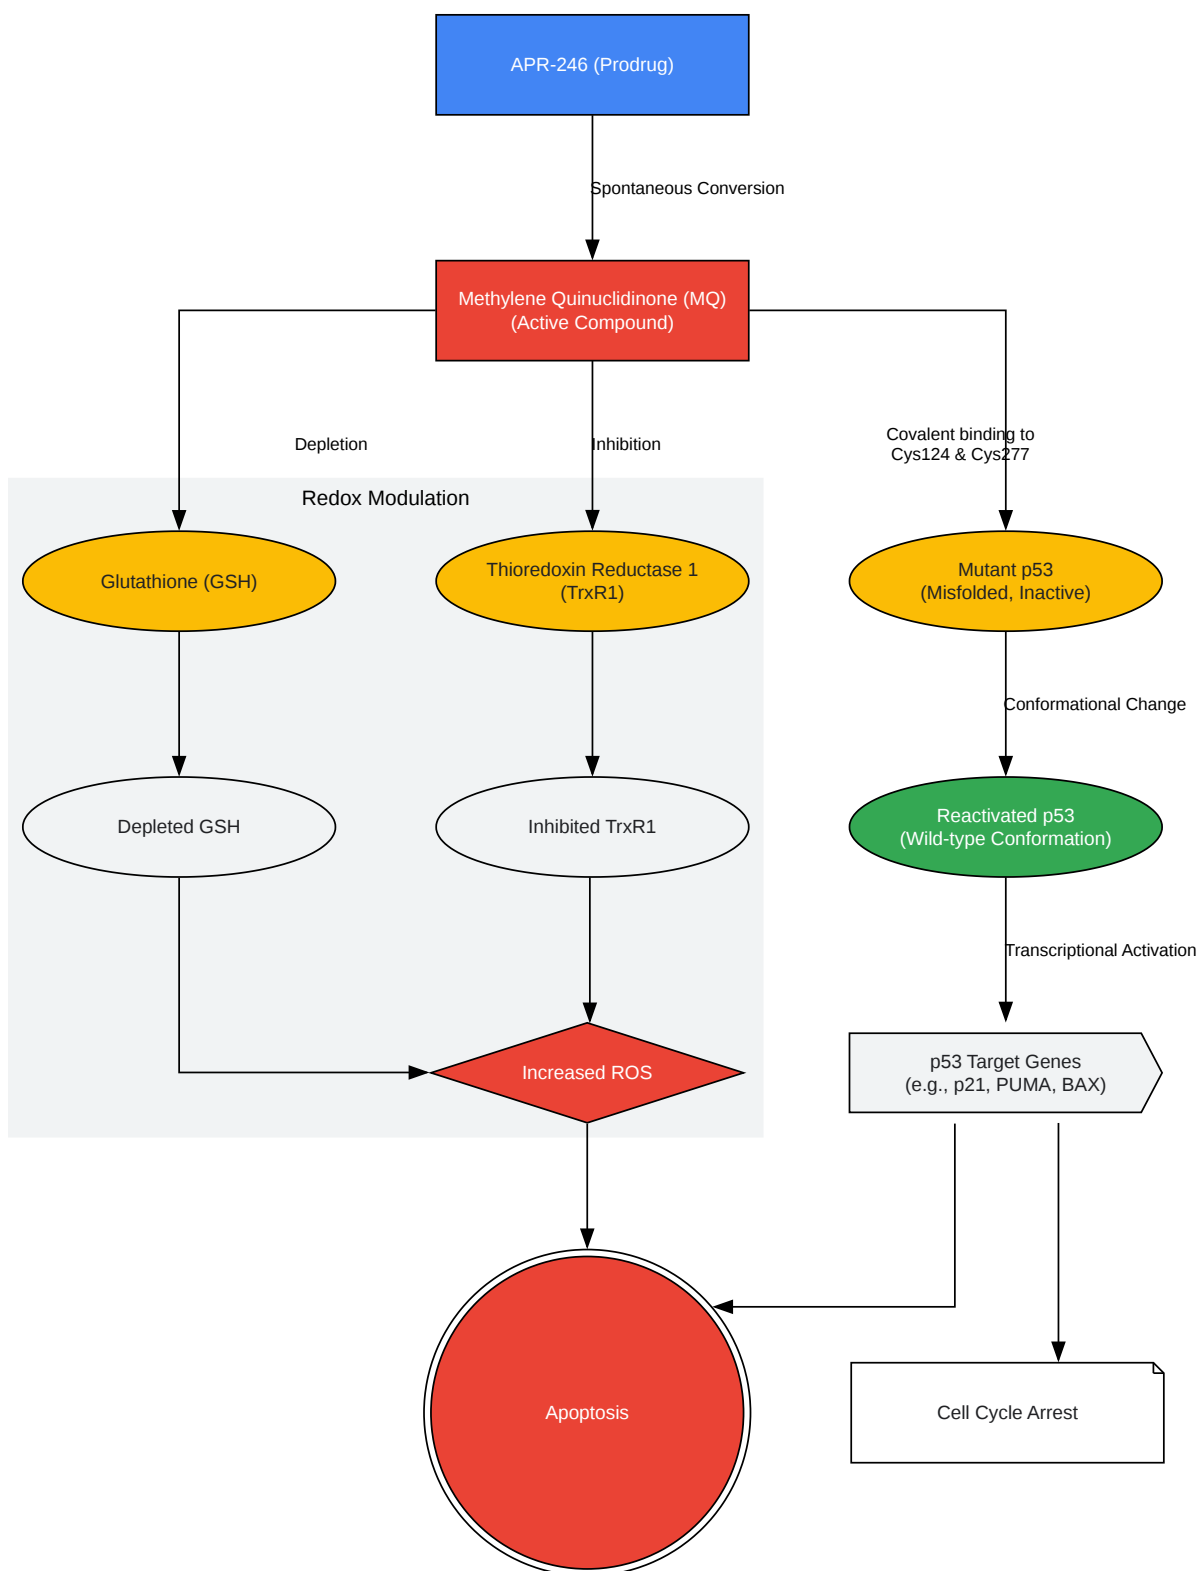 APR-246 (Prodrug)
Spontaneous Conversion
Methylene Quinuclidinone (MQ)
(Active Compound)
Depletion
Inhibition
Covalent binding to
Cys124 & Cys277
Redox Modulation
Glutathione (GSH)
Thioredoxin Reductase 1
(TrxR1)
Mutant p53
(Misfolded, Inactive)
Conformational Change
Depleted GSH
Inhibited TrxR1
Reactivated p53
(Wild-type Conformation)
Transcriptional Activation
Increased ROS
p53 Target Genes
(e.g., p21, PUMA, BAX)
Apoptosis
Cell Cycle Arrest